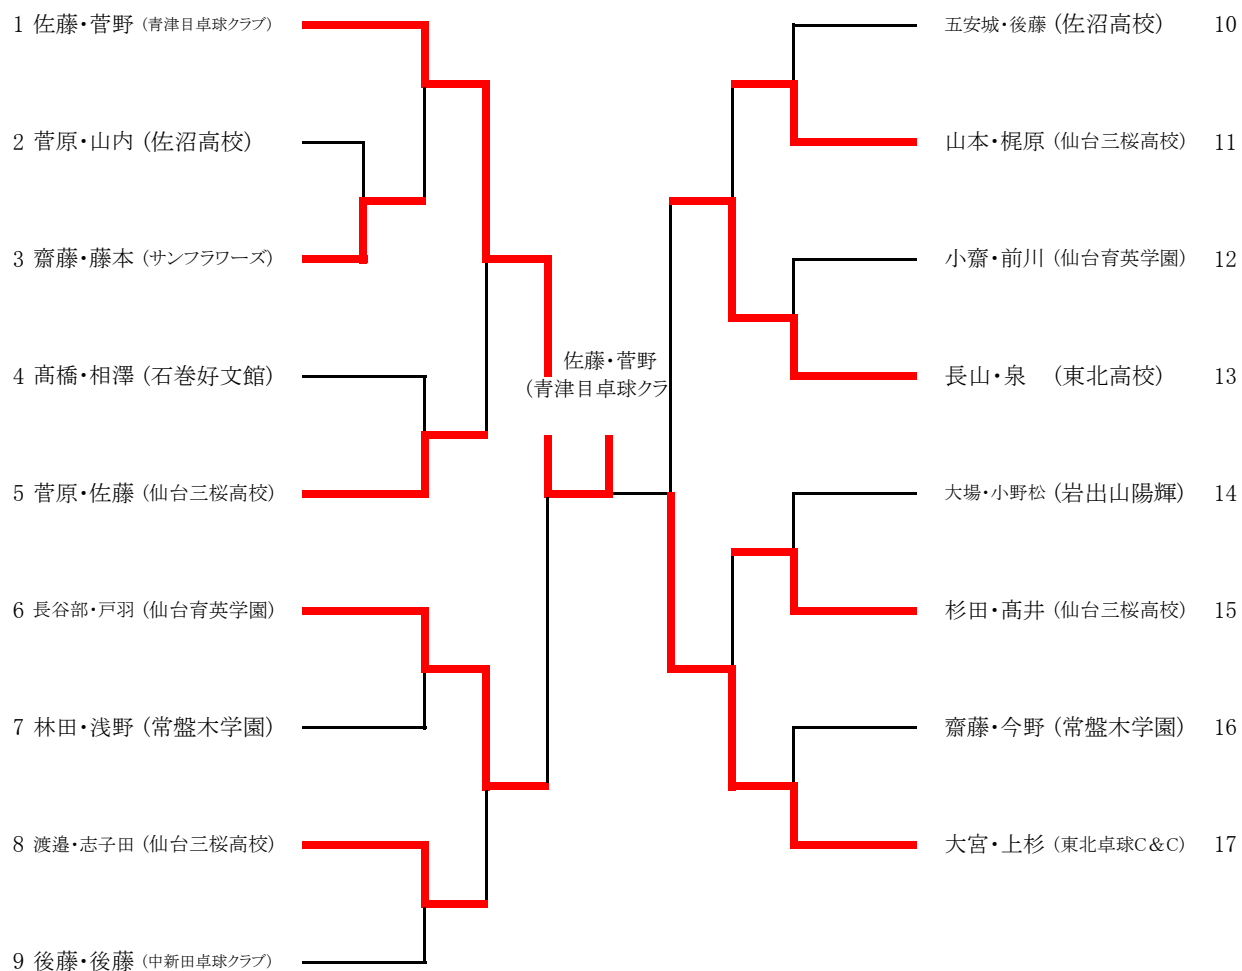 1 佐藤・菅野 (青津目卓球クラブ)
2 菅原・山内 (佐沼高校)
3 齋藤・藤本 (サンフラワーズ)
4 髙橋・相澤 (石巻好文館)
5 菅原・佐藤 (仙台三桜高校)
6 長谷部・戸羽 (仙台育英学園)
7 林田・浅野 (常盤木学園)
8 渡邉・志子田 (仙台三桜高校)
9 後藤・後藤 (中新田卓球クラブ)
佐藤・菅野
(青津目卓球クラ
五安城・後藤 (佐沼高校) 10
山本・梶原 (仙台三桜高校) 11
小齋・前川 (仙台育英学園) 12
長山・泉 (東北高校) 13
大場・小野松 (岩出山陽輝) 14
杉田・髙井 (仙台三桜高校) 15
齋藤・今野 (常盤木学園) 16
大宮・上杉 (東北卓球C&C) 17